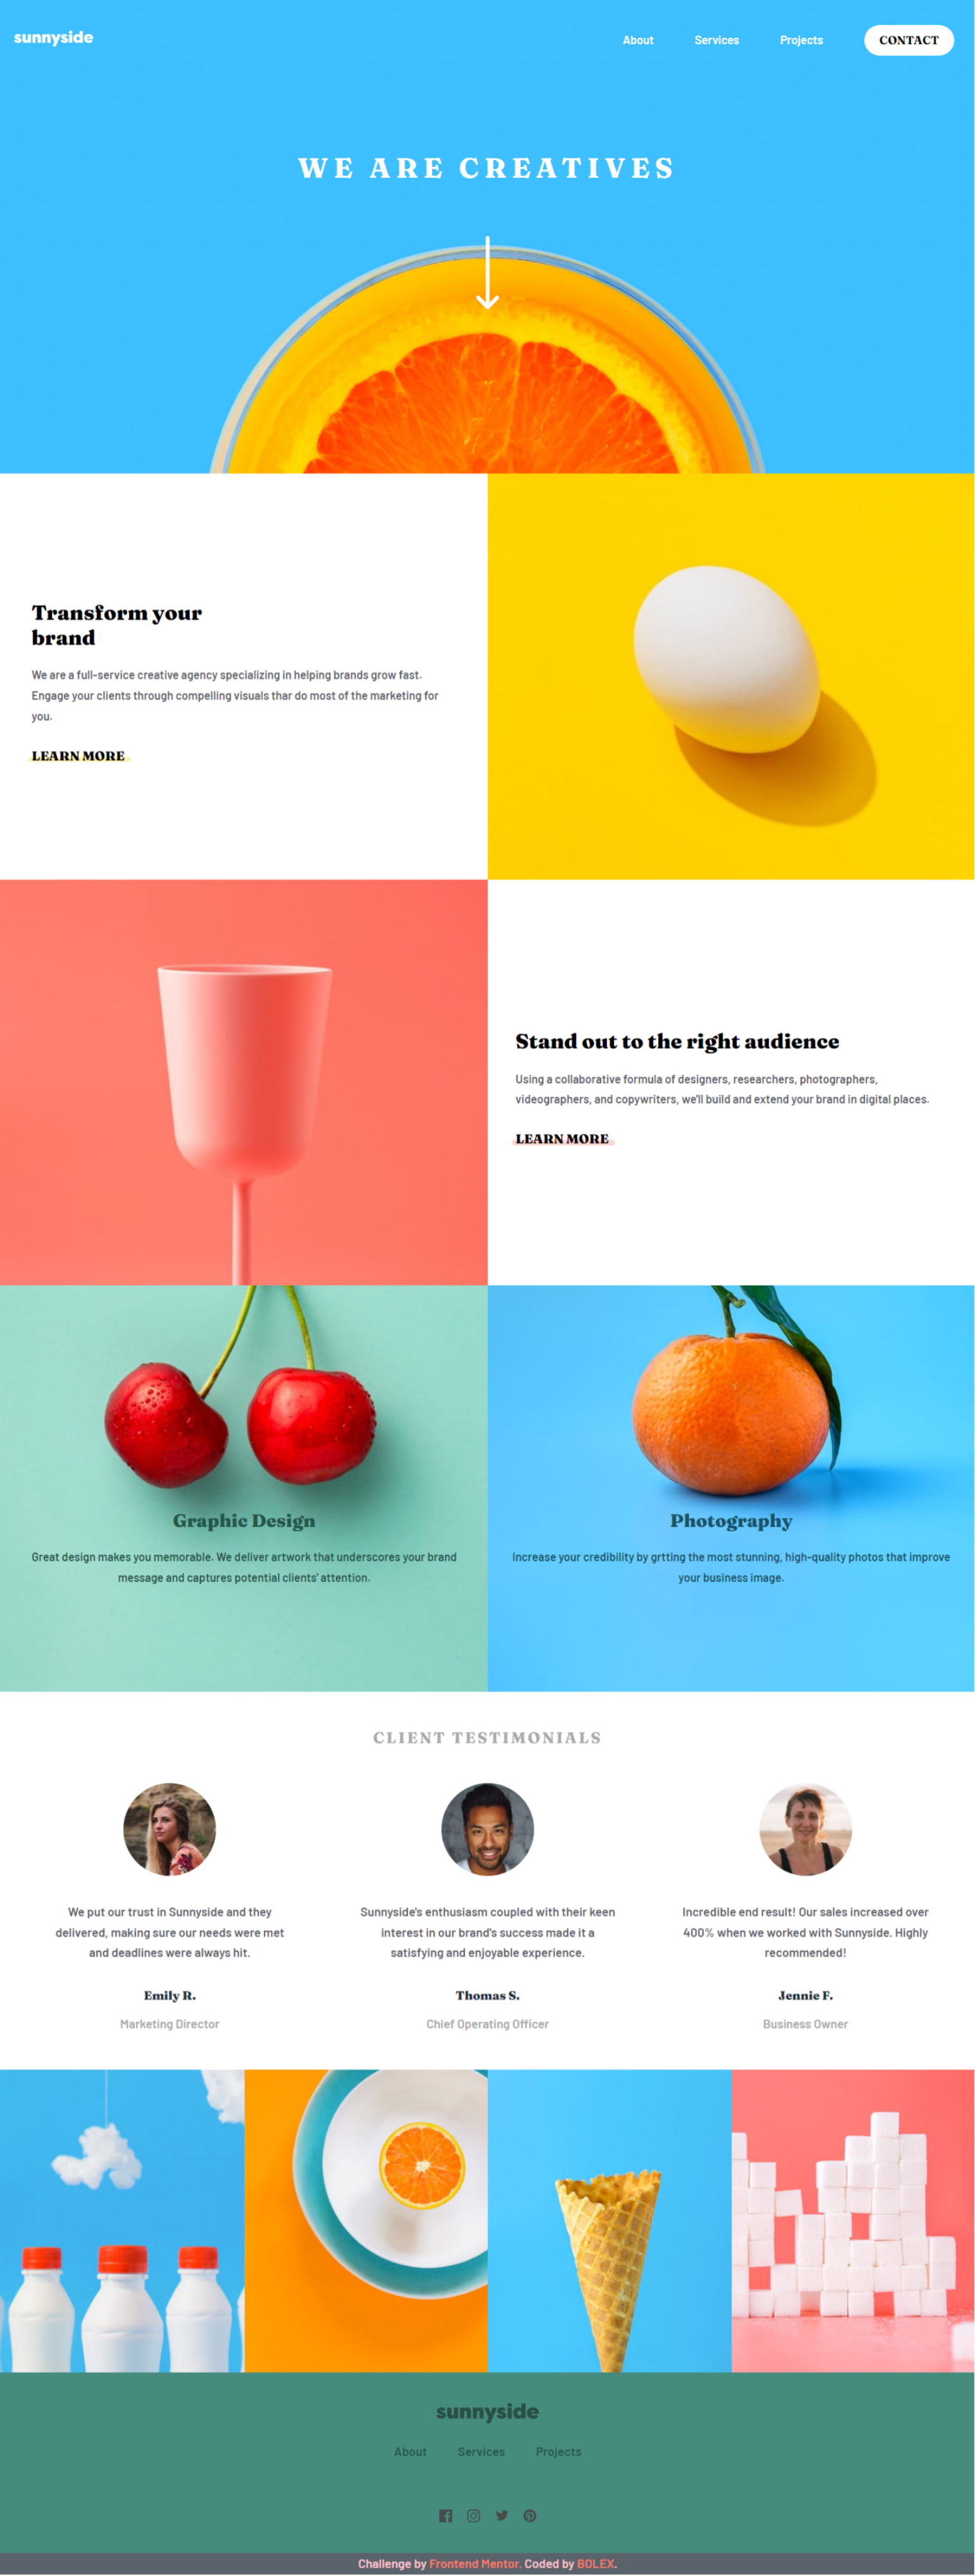 sunnyside
About Services Projects CONTACT
WE ARE CREATIVES
Transform your
brand
We are a full-service creative agency specializing in helping brands grow fast.
Engage your clients through compelling visuals thar do most of the marketing for
you.
LEARN MORE
Stand out to the right audience
Using a collaborative formula of designers, researchers, photographers,
videographers, and copywriters, we'll build and extend your brand in digital places.
LEARN MORE
Graphic Design
Great design makes you memorable. We deliver artwork that underscores your brand
message and captures potential clients' attention.
Photography
Increase your credibility by grtting the most stunning, high-quality photos that improve
your business image.
CLIENT TESTIMONIALS
We put our trust in Sunnyside and they
delivered, making sure our needs were met
and deadlines were always hit.
Emily R.
Marketing Director
Sunnyside's enthusiasm coupled with their keen
interest in our brand's success made it a
satisfying and enjoyable experience.
Thomas S.
Chief Operating Officer
Incredible end result! Our sales increased over
400% when we worked with Sunnyside. Highly
recommended!
Jennie F.
Business Owner
sunnyside
About Services Projects
Challenge by Frontend Mentor. Coded by BOLEX.